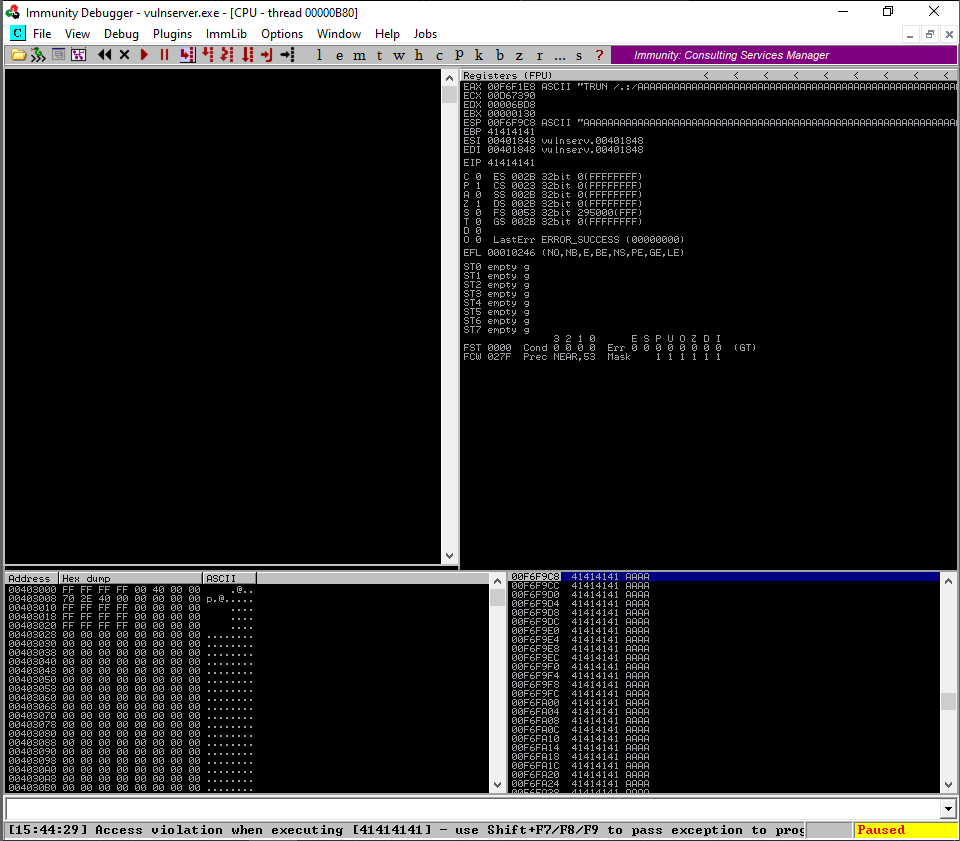 Immunity Debugger - vulnserver.exe - [CPU - thread 00000B80]
C File View Debug Plugins ImmLib Options Window Help Jobs
l e m t w h c P k b z r ... s ? Immunity: Consulting Services Manager
Registers (FPU) < < < < < < < < <
EAX 00F6F1E8 ASCII "TRUN /.:/AAAAAAAAAAAAAAAAAAAAAAAAAAAAAAAAAAAAAAAAAAAAAAAAAAAAA
ECX 00D67390
EDX 00006BD8
EBX 00000130
ESP 00F6F9C8 ASCII "AAAAAAAAAAAAAAAAAAAAAAAAAAAAAAAAAAAAAAAAAAAAAAAAAAAAAAAAAAAAAA
EBP 41414141
ESI 00401848 vulnserv.00401848
EDI 00401848 vulnserv.00401848
EIP 41414141
C 0 ES 002B 32bit 0(FFFFFFFF)
P 1 CS 0023 32bit 0(FFFFFFFF)
A 0 SS 002B 32bit 0(FFFFFFFF)
Z 1 DS 002B 32bit 0(FFFFFFFF)
S 0 FS 0053 32bit 295000(FFF)
T 0 GS 002B 32bit 0(FFFFFFFF)
D 0
O 0 LastErr ERROR_SUCCESS (00000000)
EFL 00010246 (NO,NB,E,BE,NS,PE,GE,LE)
ST0 empty g
ST1 empty g
ST2 empty g
ST3 empty g
ST4 empty g
ST5 empty g
ST6 empty g
ST7 empty g
3 2 1 0 E S P U O Z D I
FST 0000 Cond 0 0 0 0 Err 0 0 0 0 0 0 0 0 (GT)
FCW 027F Prec NEAR,53 Mask 1 1 1 1 1 1
Address Hex dump ASCII
00403000 FF FF FF FF 00 40 00 00 .@..
00403008 70 2E 40 00 00 00 00 00 p.@.....
00403010 FF FF FF FF 00 00 00 00 ....
00403018 FF FF FF FF 00 00 00 00 ....
00403020 FF FF FF FF 00 00 00 00 ....
00403028 00 00 00 00 00 00 00 00 ........
00403030 00 00 00 00 00 00 00 00 ........
00403038 00 00 00 00 00 00 00 00 ........
00403040 00 00 00 00 00 00 00 00 ........
00403048 00 00 00 00 00 00 00 00 ........
00403050 00 00 00 00 00 00 00 00 ........
00403058 00 00 00 00 00 00 00 00 ........
00403060 00 00 00 00 00 00 00 00 ........
00403068 00 00 00 00 00 00 00 00 ........
00403070 00 00 00 00 00 00 00 00 ........
00403078 00 00 00 00 00 00 00 00 ........
00403080 00 00 00 00 00 00 00 00 ........
00403088 00 00 00 00 00 00 00 00 ........
00403090 00 00 00 00 00 00 00 00 ........
00403098 00 00 00 00 00 00 00 00 ........
004030A0 00 00 00 00 00 00 00 00 ........
004030A8 00 00 00 00 00 00 00 00 ........
004030B0 00 00 00 00 00 00 00 00 ........
00F6F9C8 41414141 AAAA
00F6F9CC 41414141 AAAA
00F6F9D0 41414141 AAAA
00F6F9D4 41414141 AAAA
00F6F9D8 41414141 AAAA
00F6F9DC 41414141 AAAA
00F6F9E0 41414141 AAAA
00F6F9E4 41414141 AAAA
00F6F9E8 41414141 AAAA
00F6F9EC 41414141 AAAA
00F6F9F0 41414141 AAAA
00F6F9F4 41414141 AAAA
00F6F9F8 41414141 AAAA
00F6F9FC 41414141 AAAA
00F6FA00 41414141 AAAA
00F6FA04 41414141 AAAA
00F6FA08 41414141 AAAA
00F6FA0C 41414141 AAAA
00F6FA10 41414141 AAAA
00F6FA14 41414141 AAAA
00F6FA18 41414141 AAAA
00F6FA1C 41414141 AAAA
00F6FA20 41414141 AAAA
00F6FA24 41414141 AAAA
00F6FA28 41414141 AAAA
[15:44:29] Access violation when executing [41414141] - use Shift+F7/F8/F9 to pass exception to prog
Paused